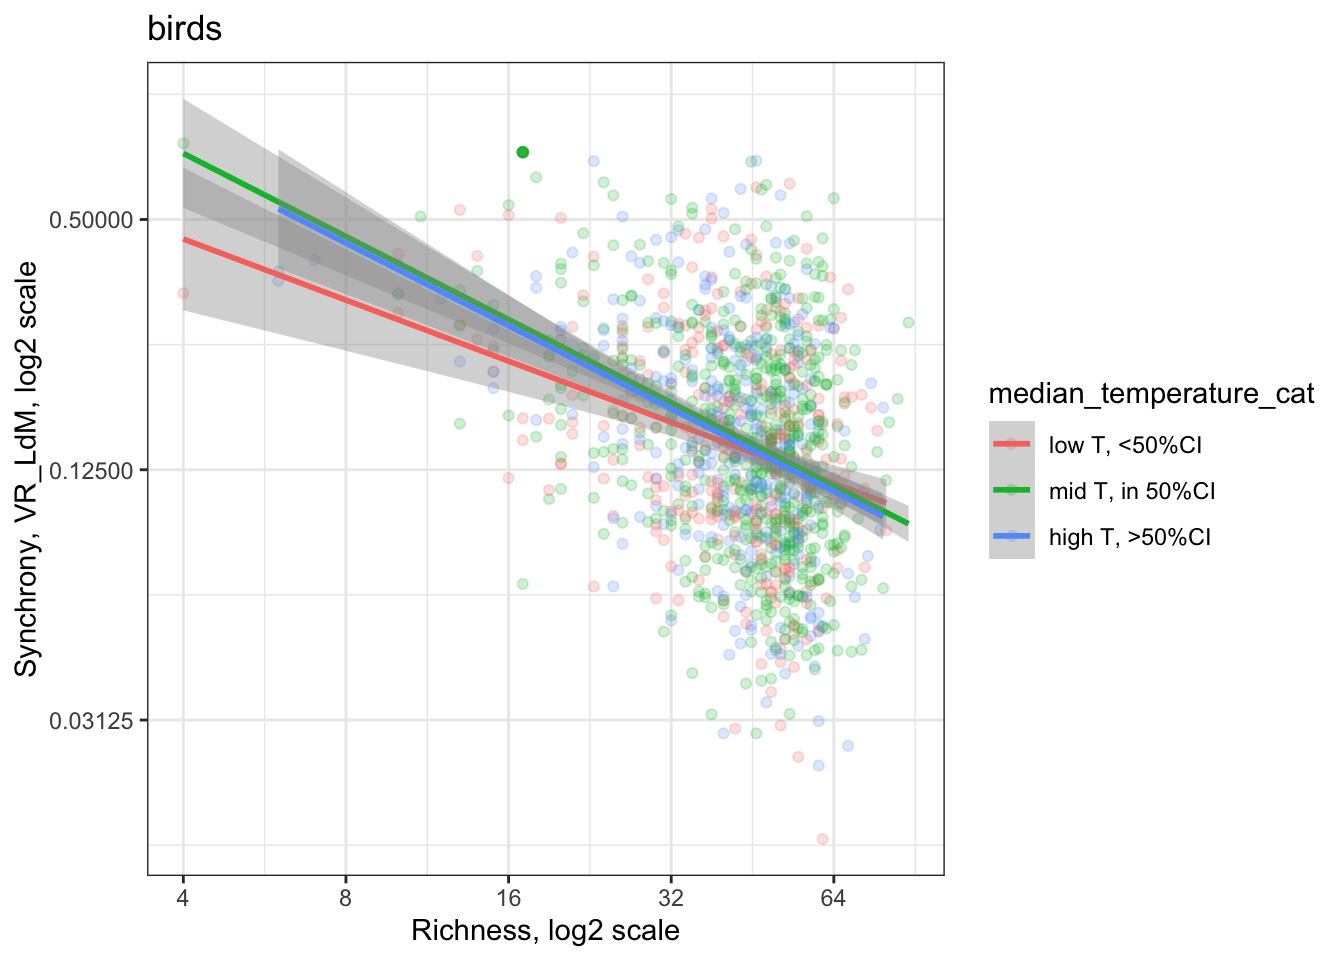 birds
Synchrony, VR_LdM, log2 scale
0.50000
0.12500
0.03125
4 8 16 32 64
Richness, log2 scale
median_temperature_cat
low T, <50%CI
mid T, in 50%CI
high T, >50%CI